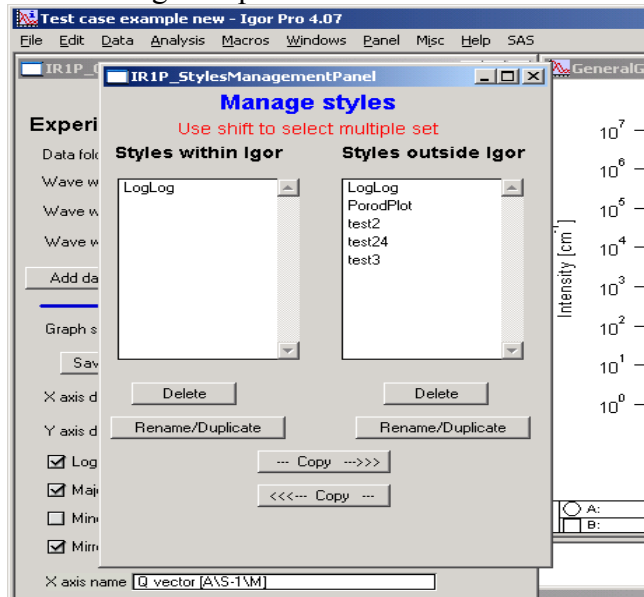 Test case example new - Igor Pro 4.07
File Edit Data Analysis Macros Windows Panel Misc Help SAS
IR1P_
IR1P_StylesManagementPanel
GeneralG
Manage styles
Use shift to select multiple set
Experi
Styles within Igor
Styles outside Igor
Data fold
Wave w
Wave w
Wave w
Add da
Graph s
Sav
X axis d
Y axis d
Log
Maj
Min
Mirr
LogLog
LogLog
PorodPlot
test2
test24
test3
Delete
Delete
Rename/Duplicate
Rename/Duplicate
--- Copy --->>>
<<<--- Copy ---
X axis name Q vector [A\S-1\M]
Intensity [cm⁻¹]
10⁷
10⁶
10⁵
10⁴
10³
10²
10¹
10⁰
A:
B: